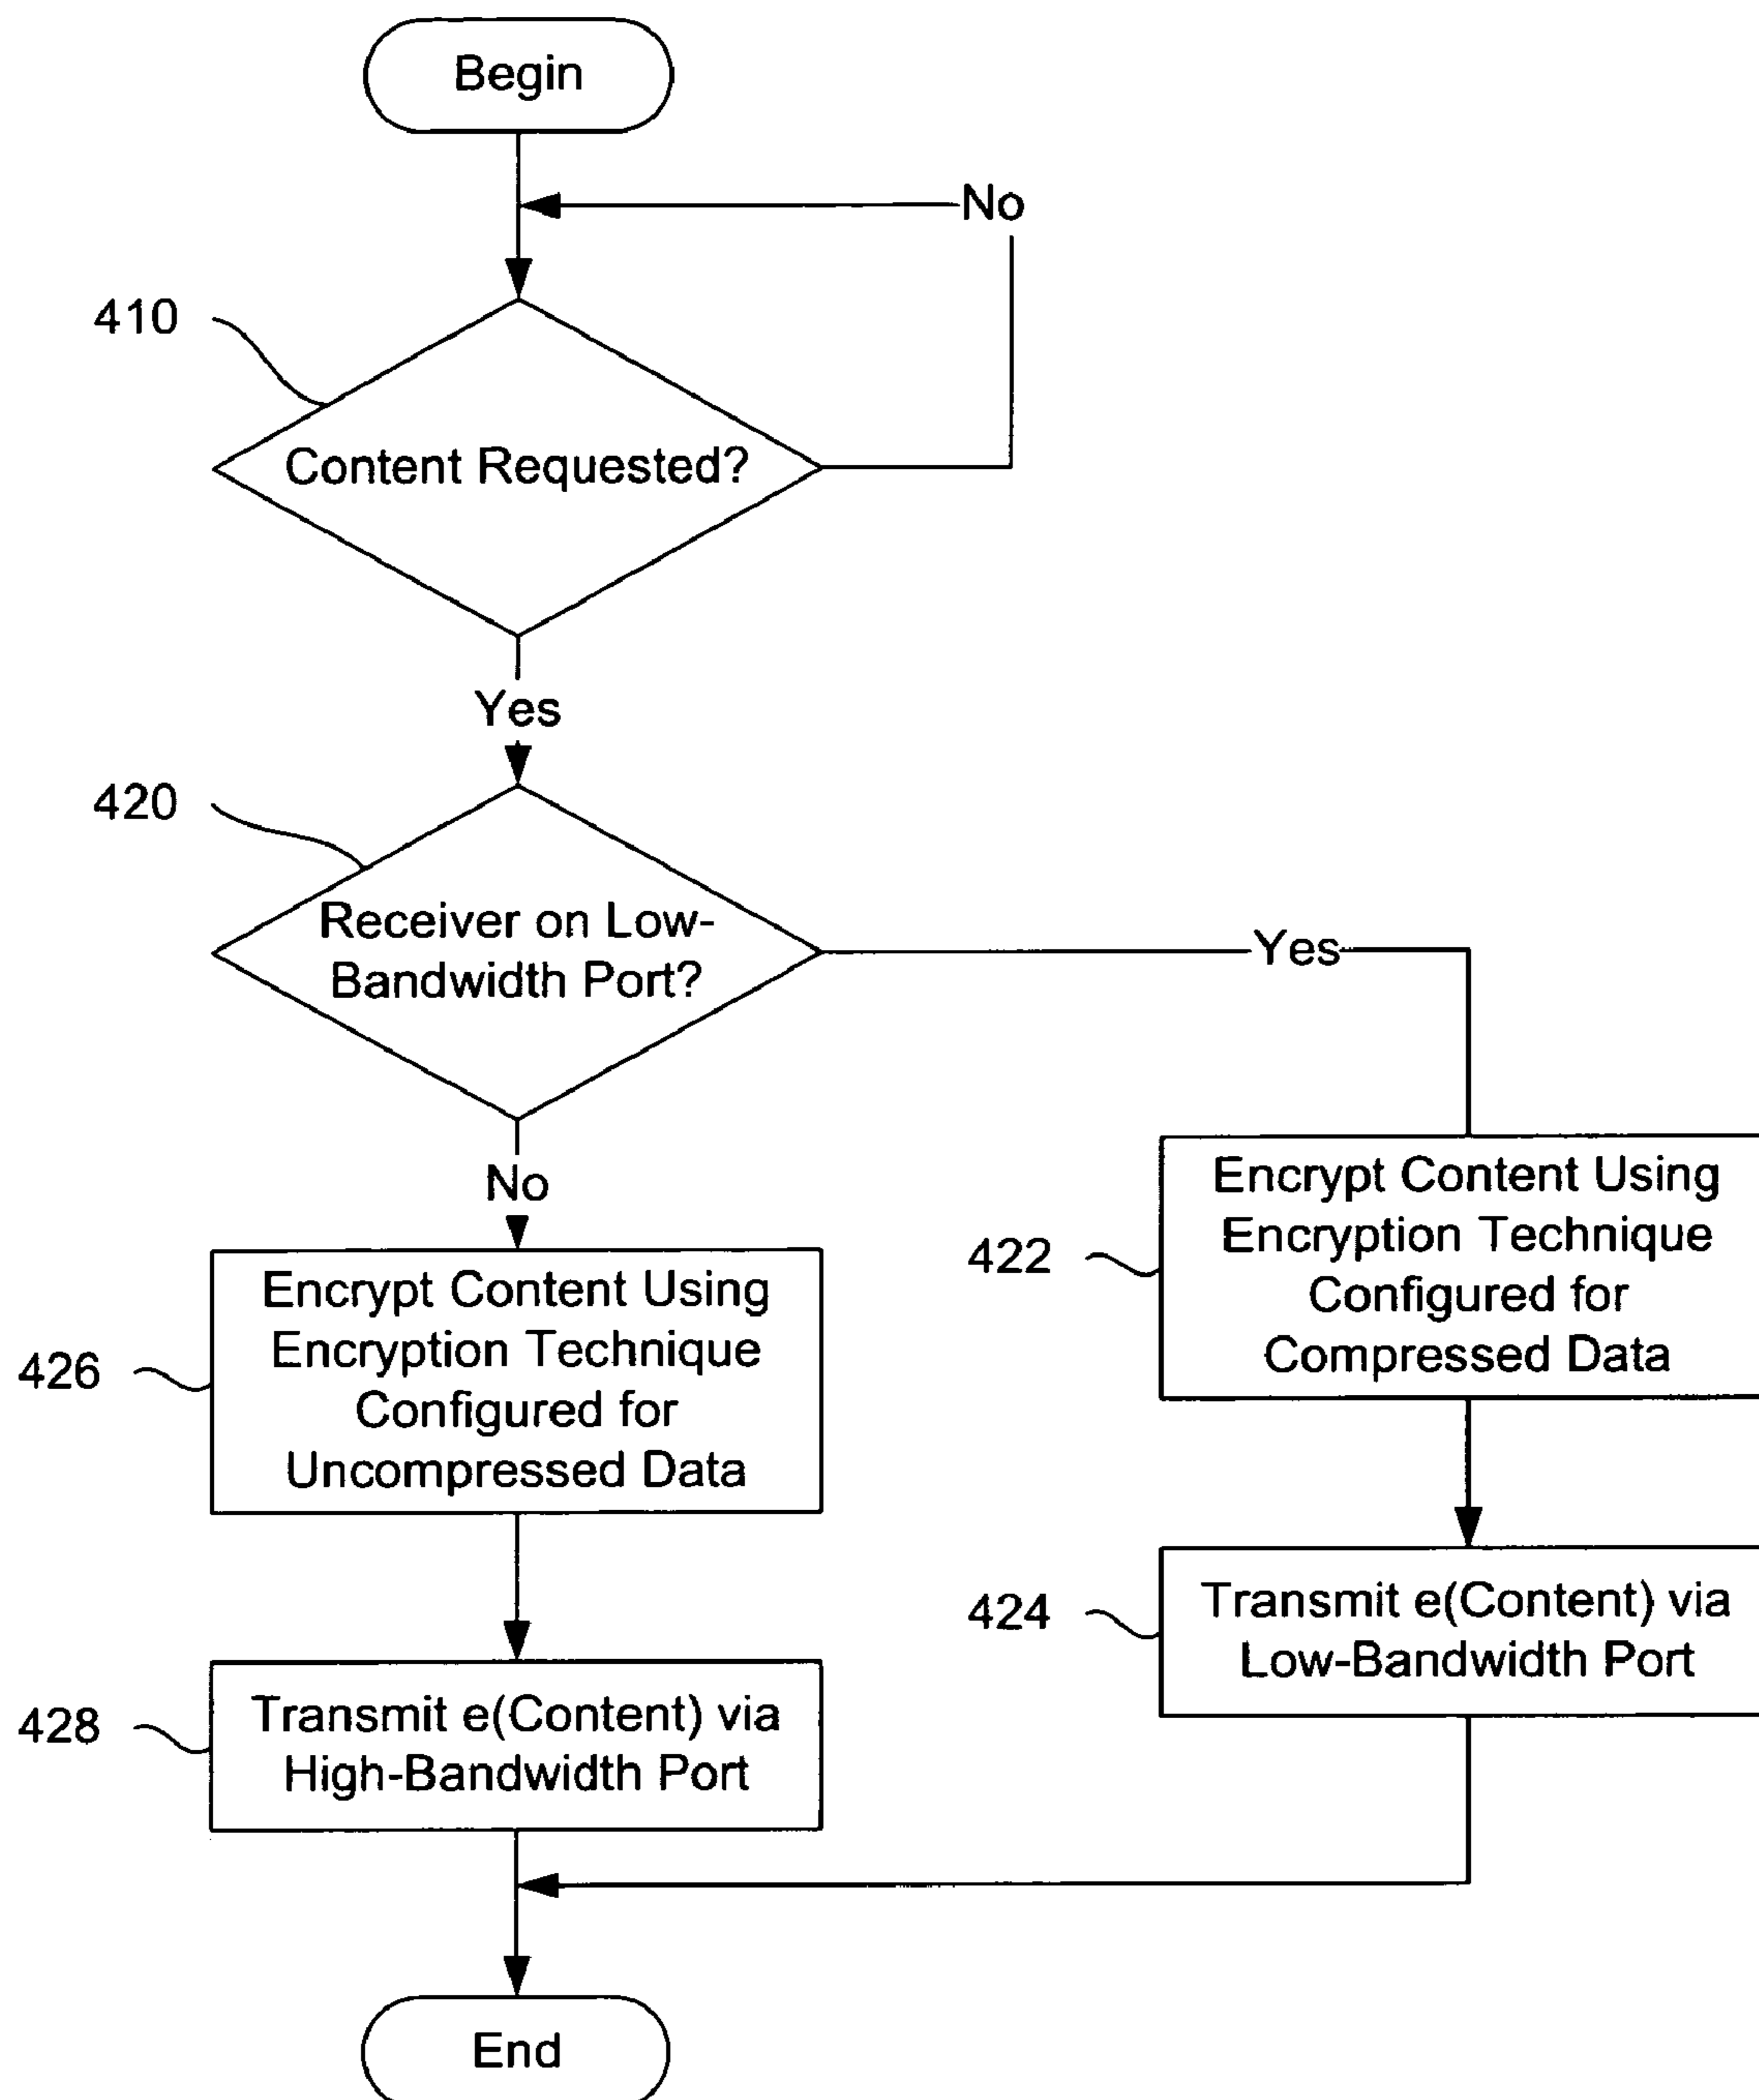 Begin
No
410
Content Requested?
Yes
420
Receiver on Low-
Bandwidth Port?
Yes
No
Encrypt Content Using
Encryption Technique
Configured for
Compressed Data
422
Encrypt Content Using
Encryption Technique
Configured for
Uncompressed Data
426
Transmit e(Content) via
Low-Bandwidth Port
424
Transmit e(Content) via
High-Bandwidth Port
428
End